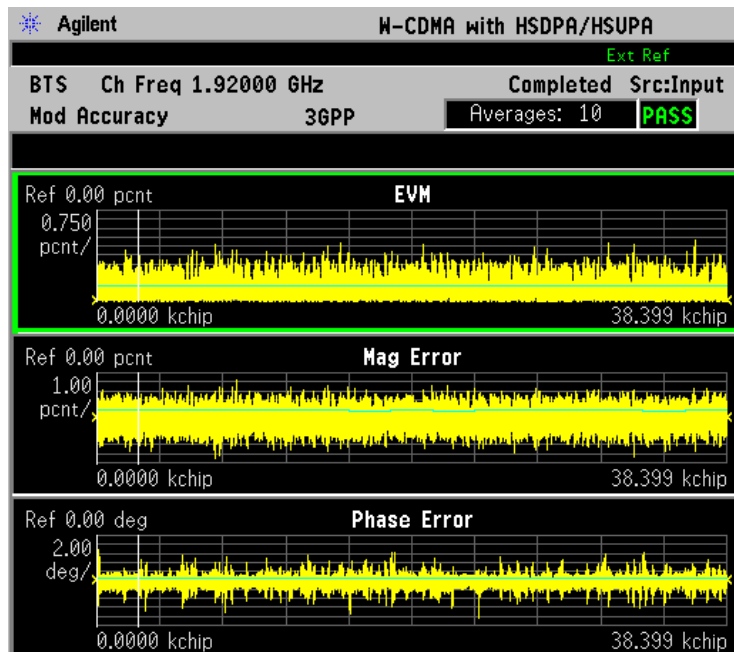 Agilent W-CDMA with HSDPA/HSUPA
Ext Ref
BTS Ch Freq 1.92000 GHz Completed Src:Input
Mod Accuracy 3GPP Averages: 10 PASS
Ref 0.00 pcnt EVM
0.750
pcnt/
0.0000 kchip 38.399 kchip
Ref 0.00 pcnt Mag Error
1.00
pcnt/
0.0000 kchip 38.399 kchip
Ref 0.00 deg Phase Error
2.00
deg/
0.0000 kchip 38.399 kchip